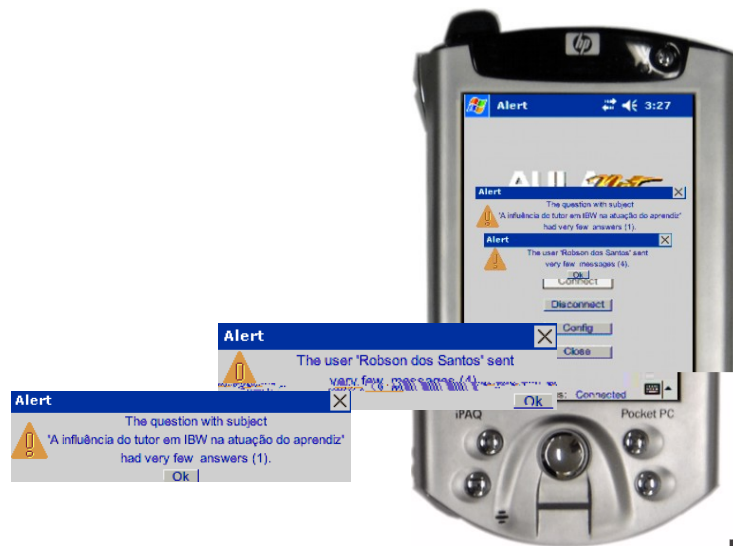 hp
Alert 3:27
AULA
Alert
The question with subject
'A influência do tutor em IBW na atuação do aprendiz'
had very few answers (1).
Alert
The user 'Robson dos Santos' sent
very few messages (4).
Ok
Connect
Disconnect
Config
Close
Alert
The user 'Robson dos Santos' sent
very few messages (4).
Ok
s: Connected
Alert
The question with subject
'A influência do tutor em IBW na atuação do aprendiz'
had very few answers (1).
Ok
iPAQ Pocket PC